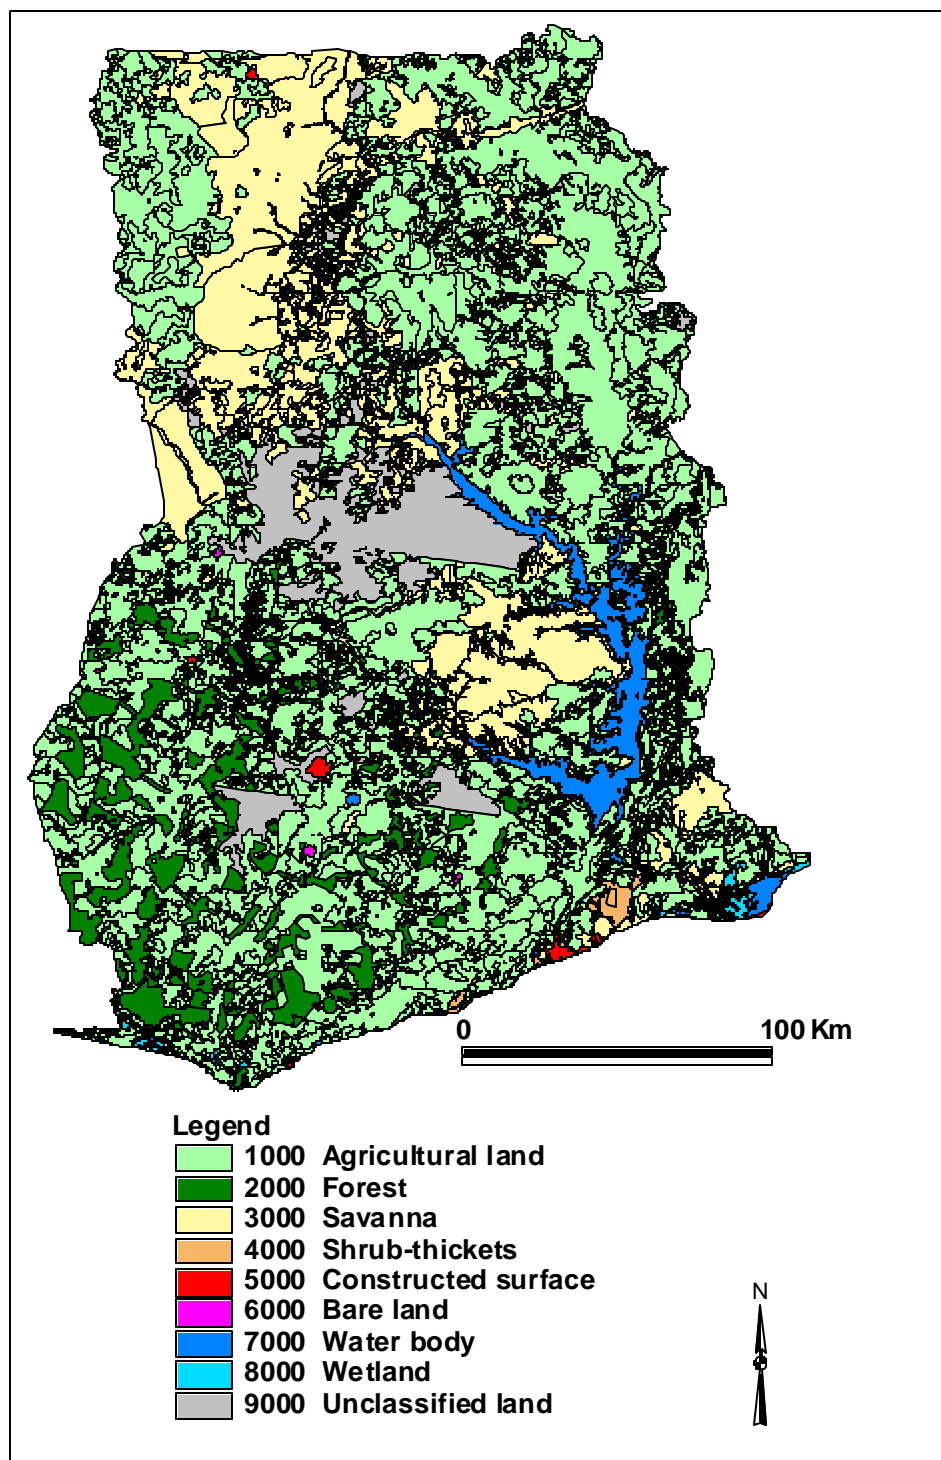 0 100 Km
Legend
1000 Agricultural land
2000 Forest
3000 Savanna
4000 Shrub-thickets
5000 Constructed surface
6000 Bare land
7000 Water body
8000 Wetland
9000 Unclassified land
N